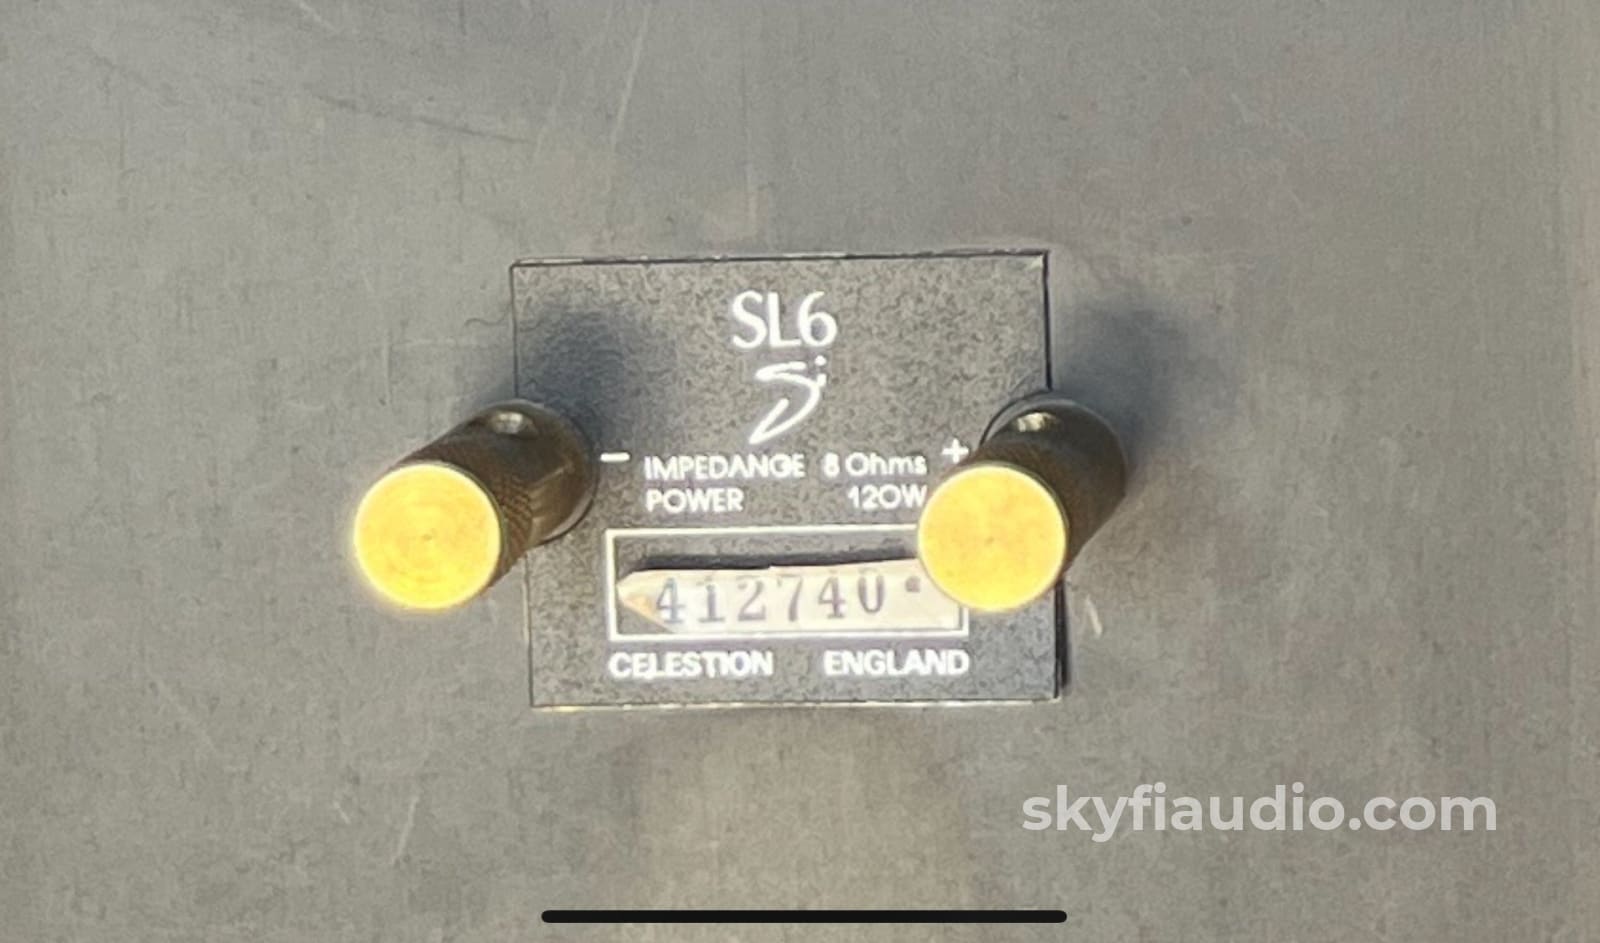 SL6
Si
− IMPEDANCE 8 Ohms +
POWER 120W
412740
CELESTION ENGLAND
skyfiaudio.com